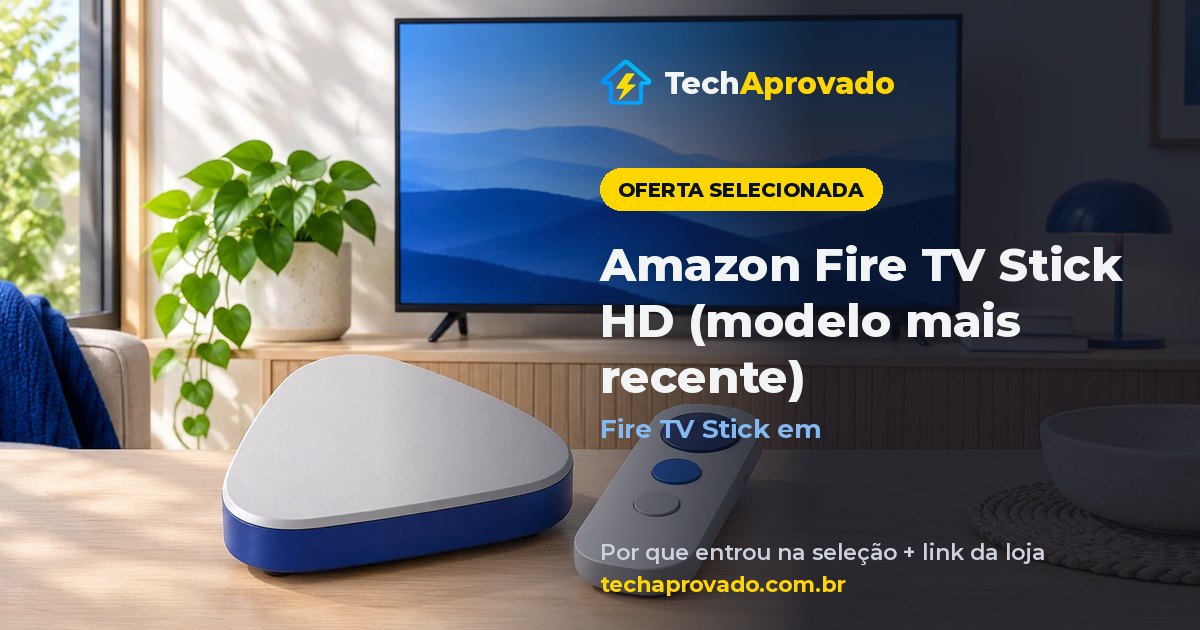 TechAprovado
OFERTA SELECIONADA
Amazon Fire TV Stick
HD (modelo mais
recente)
Fire TV Stick em
Por que entrou na seleção + link da loja
techaprovado.com.br